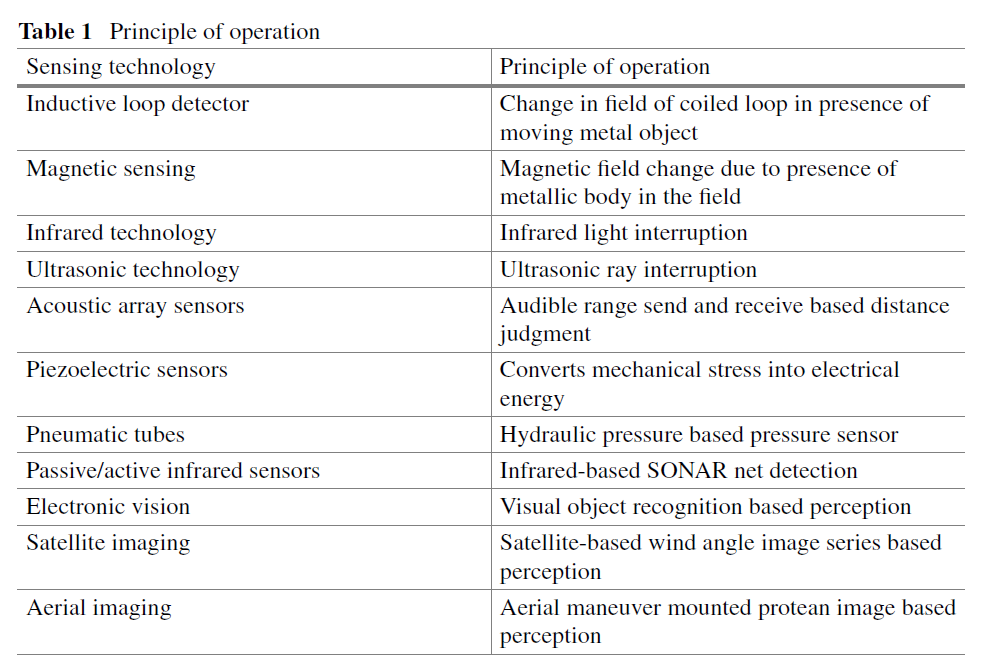 Table 1 Principle of operation
Sensing technology Principle of operation
Inductive loop detector Change in field of coiled loop in presence of
moving metal object
Magnetic sensing Magnetic field change due to presence of
metallic body in the field
Infrared technology Infrared light interruption
Ultrasonic technology Ultrasonic ray interruption
Acoustic array sensors Audible range send and receive based distance
judgment
Piezoelectric sensors Converts mechanical stress into electrical
energy
Pneumatic tubes Hydraulic pressure based pressure sensor
Passive/active infrared sensors Infrared-based SONAR net detection
Electronic vision Visual object recognition based perception
Satellite imaging Satellite-based wind angle image series based
perception
Aerial imaging Aerial maneuver mounted protean image based
perception